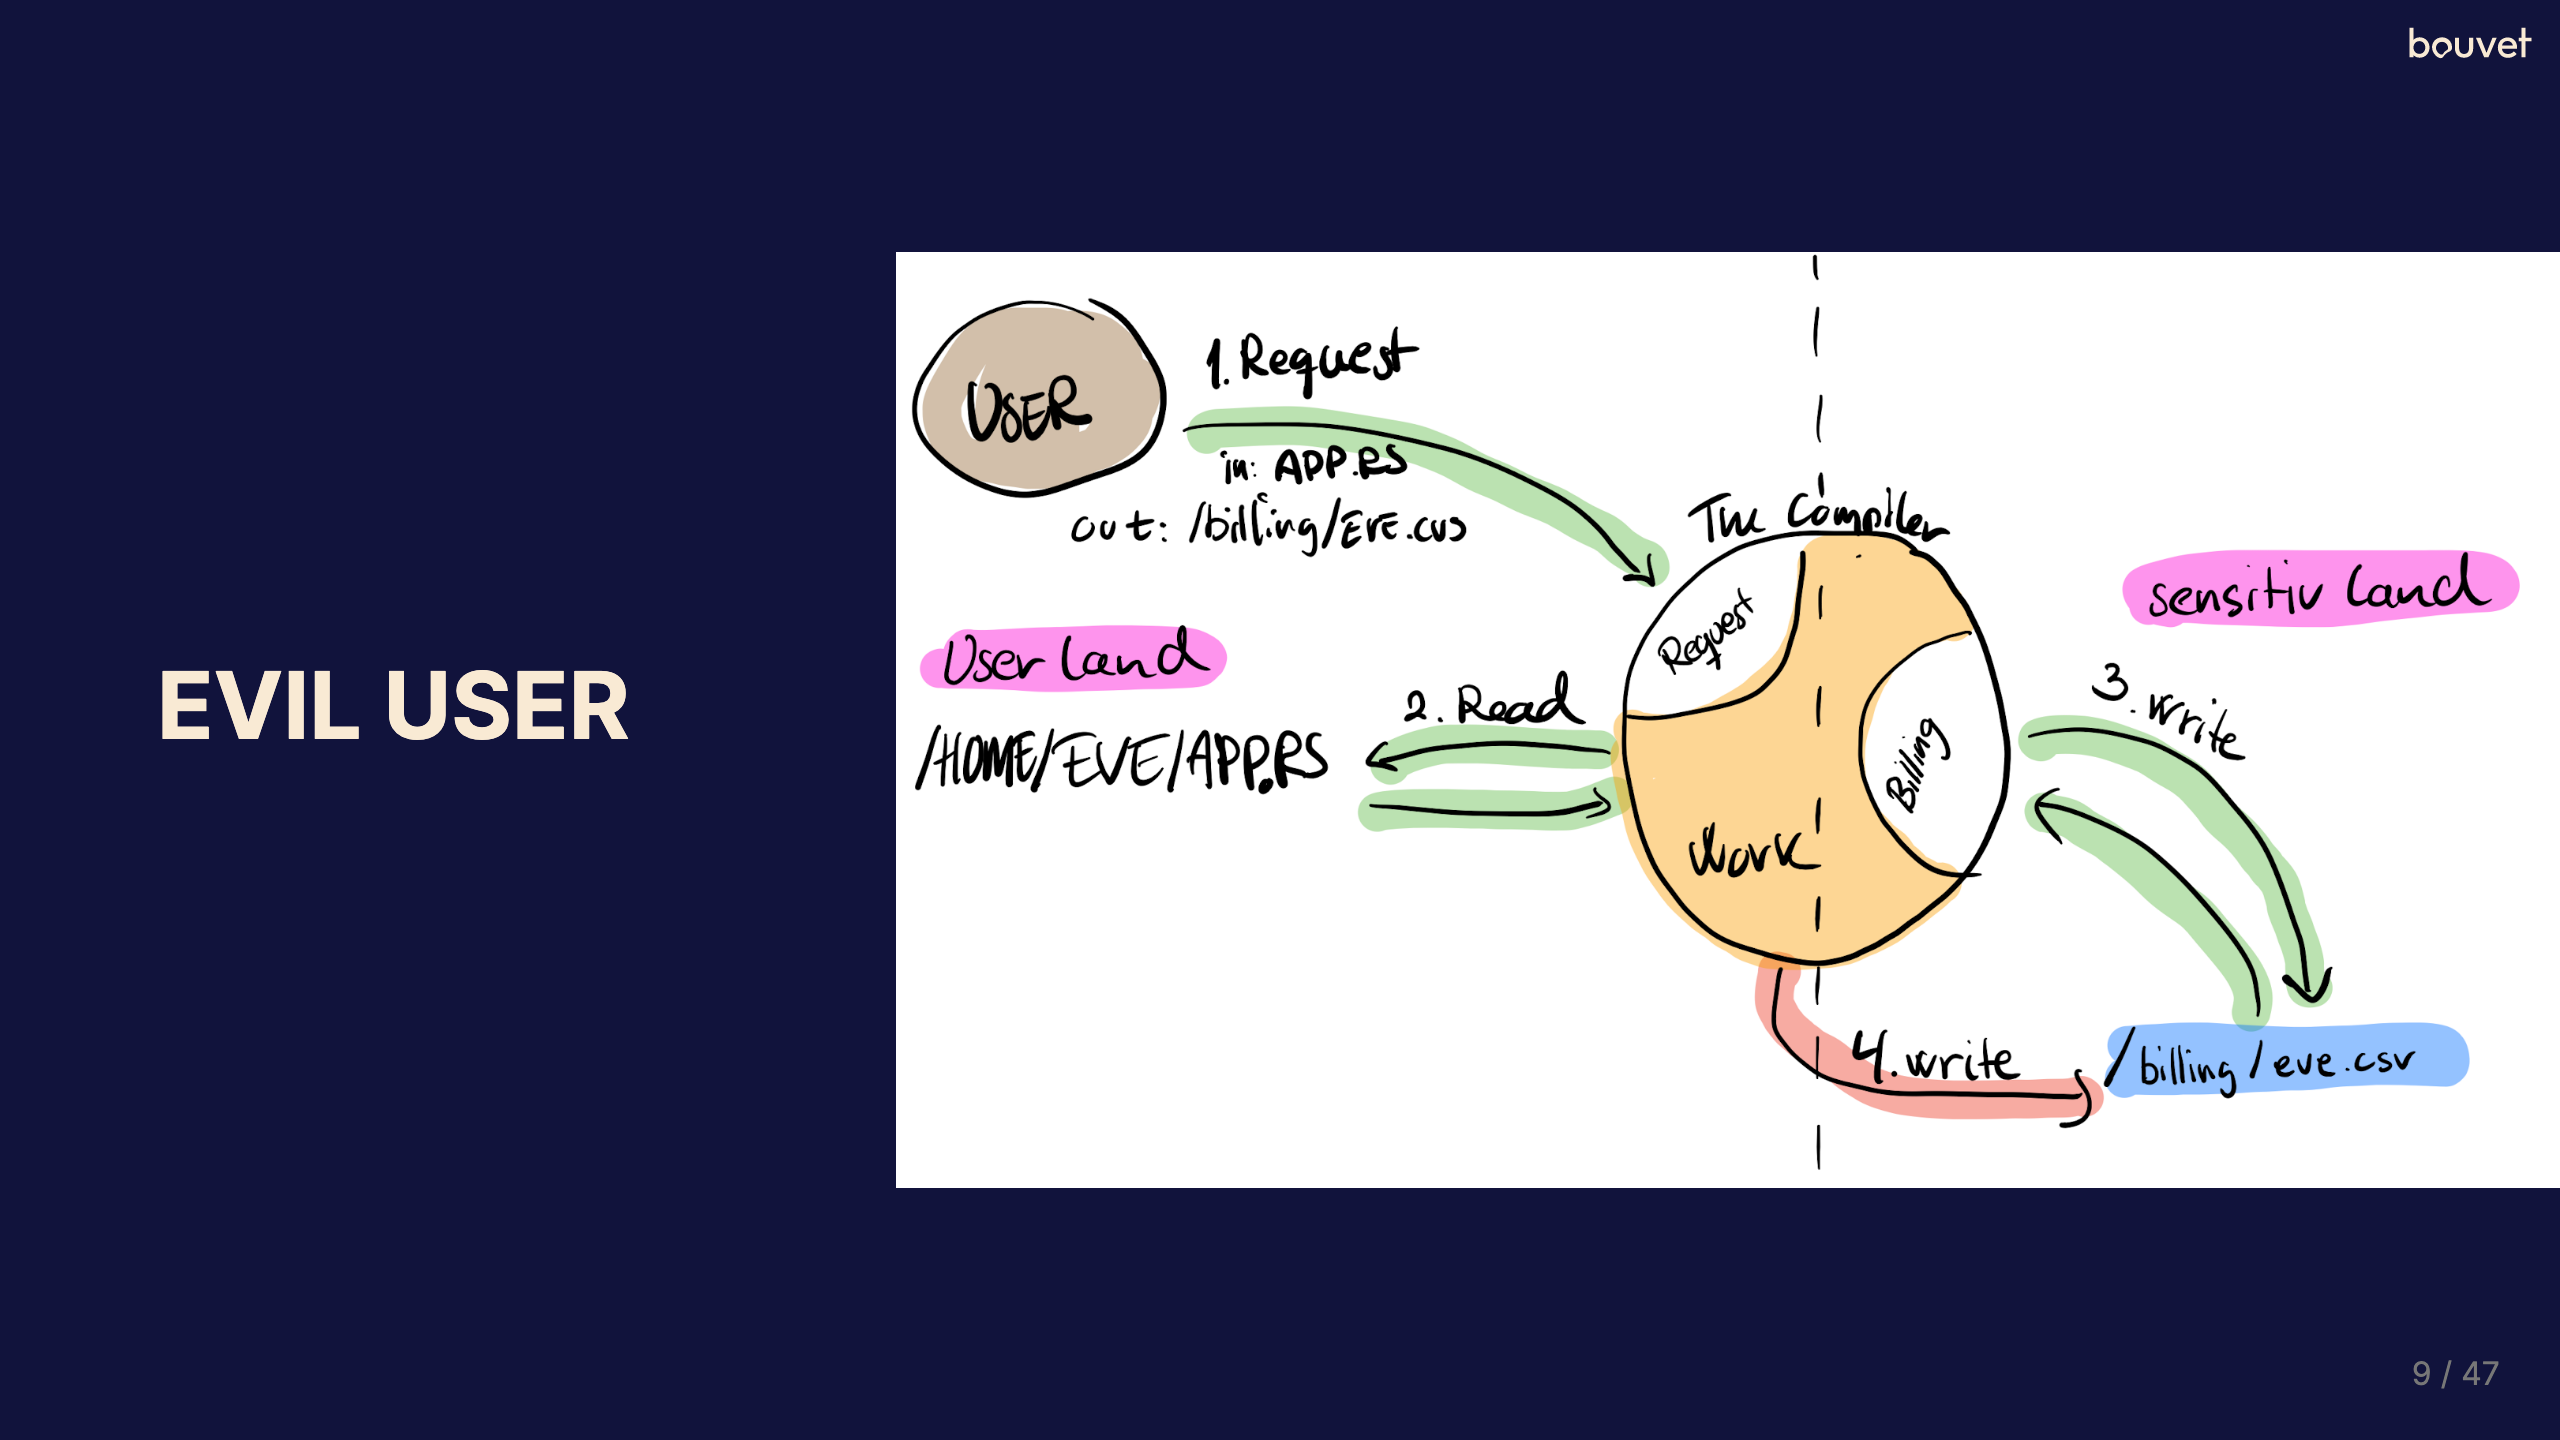 bouvet
EVIL USER
USER
1. Request
in: APP.RS
out: /billing/EVE.cvs
The Compiler
Request
sensitiv land
User land
2. Read
3. write
/HOME/EVE/APP.RS
Billing
Work
4. write
/billing/eve.csv
9 / 47